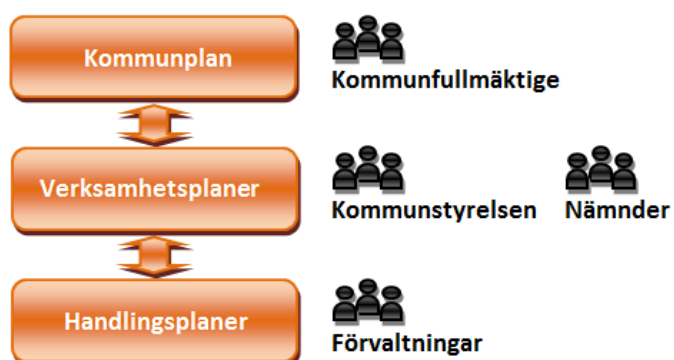 Kommunplan
Kommunfullmäktige
Verksamhetsplaner
Kommunstyrelsen Nämnder
Handlingsplaner
Förvaltningar